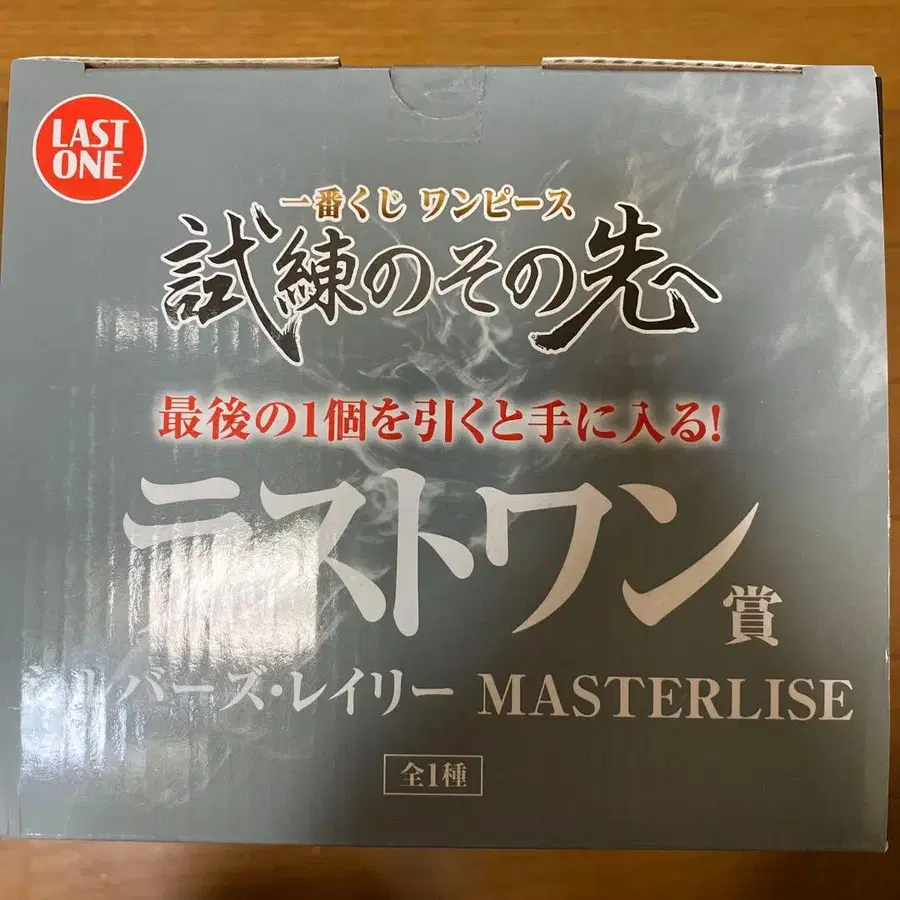 LAST
ONE
一番くじ ワンピース
試練のその先へ
最後の1個を引くと手に入る!
ラストワン賞
シルバーズ・レイリー MASTERLISE
全1種